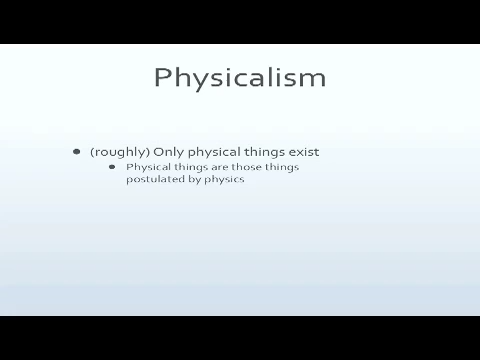 Physicalism
• (roughly) Only physical things exist
• Physical things are those things
postulated by physics